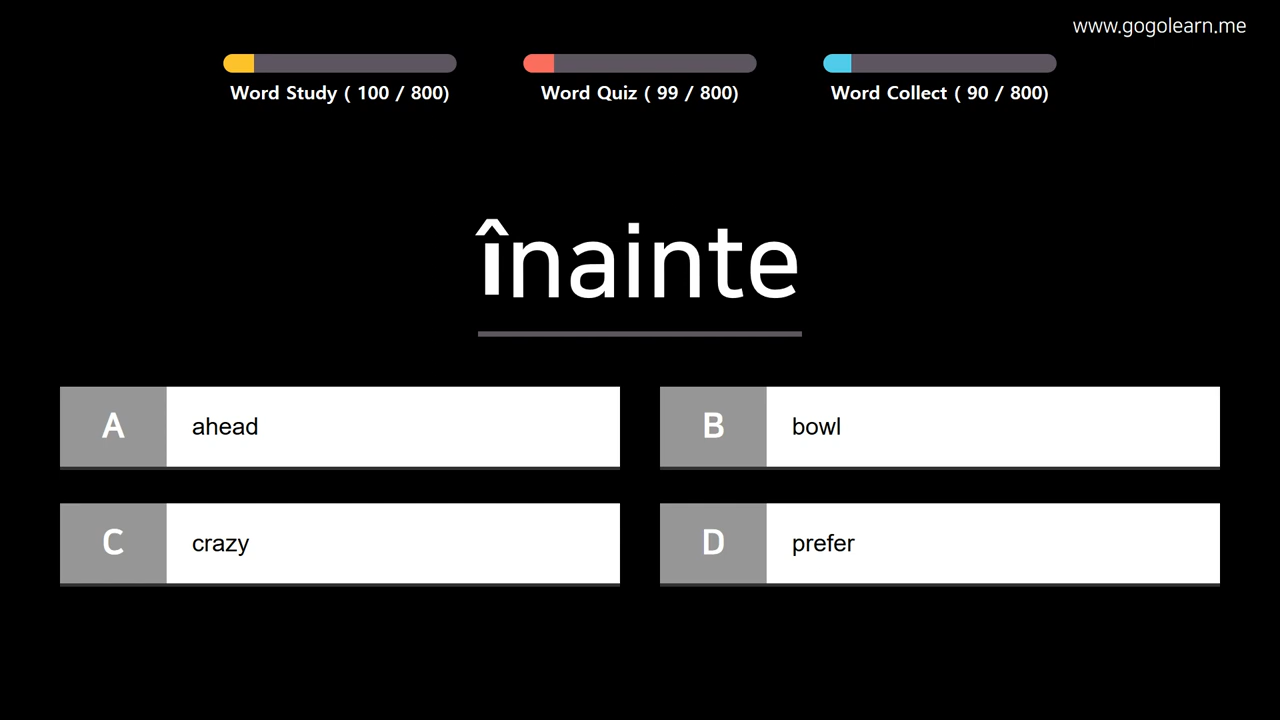 www.gogolearn.me
Word Study ( 100 / 800)
Word Quiz ( 99 / 800)
Word Collect ( 90 / 800)
înainte
A ahead
B bowl
C crazy
D prefer